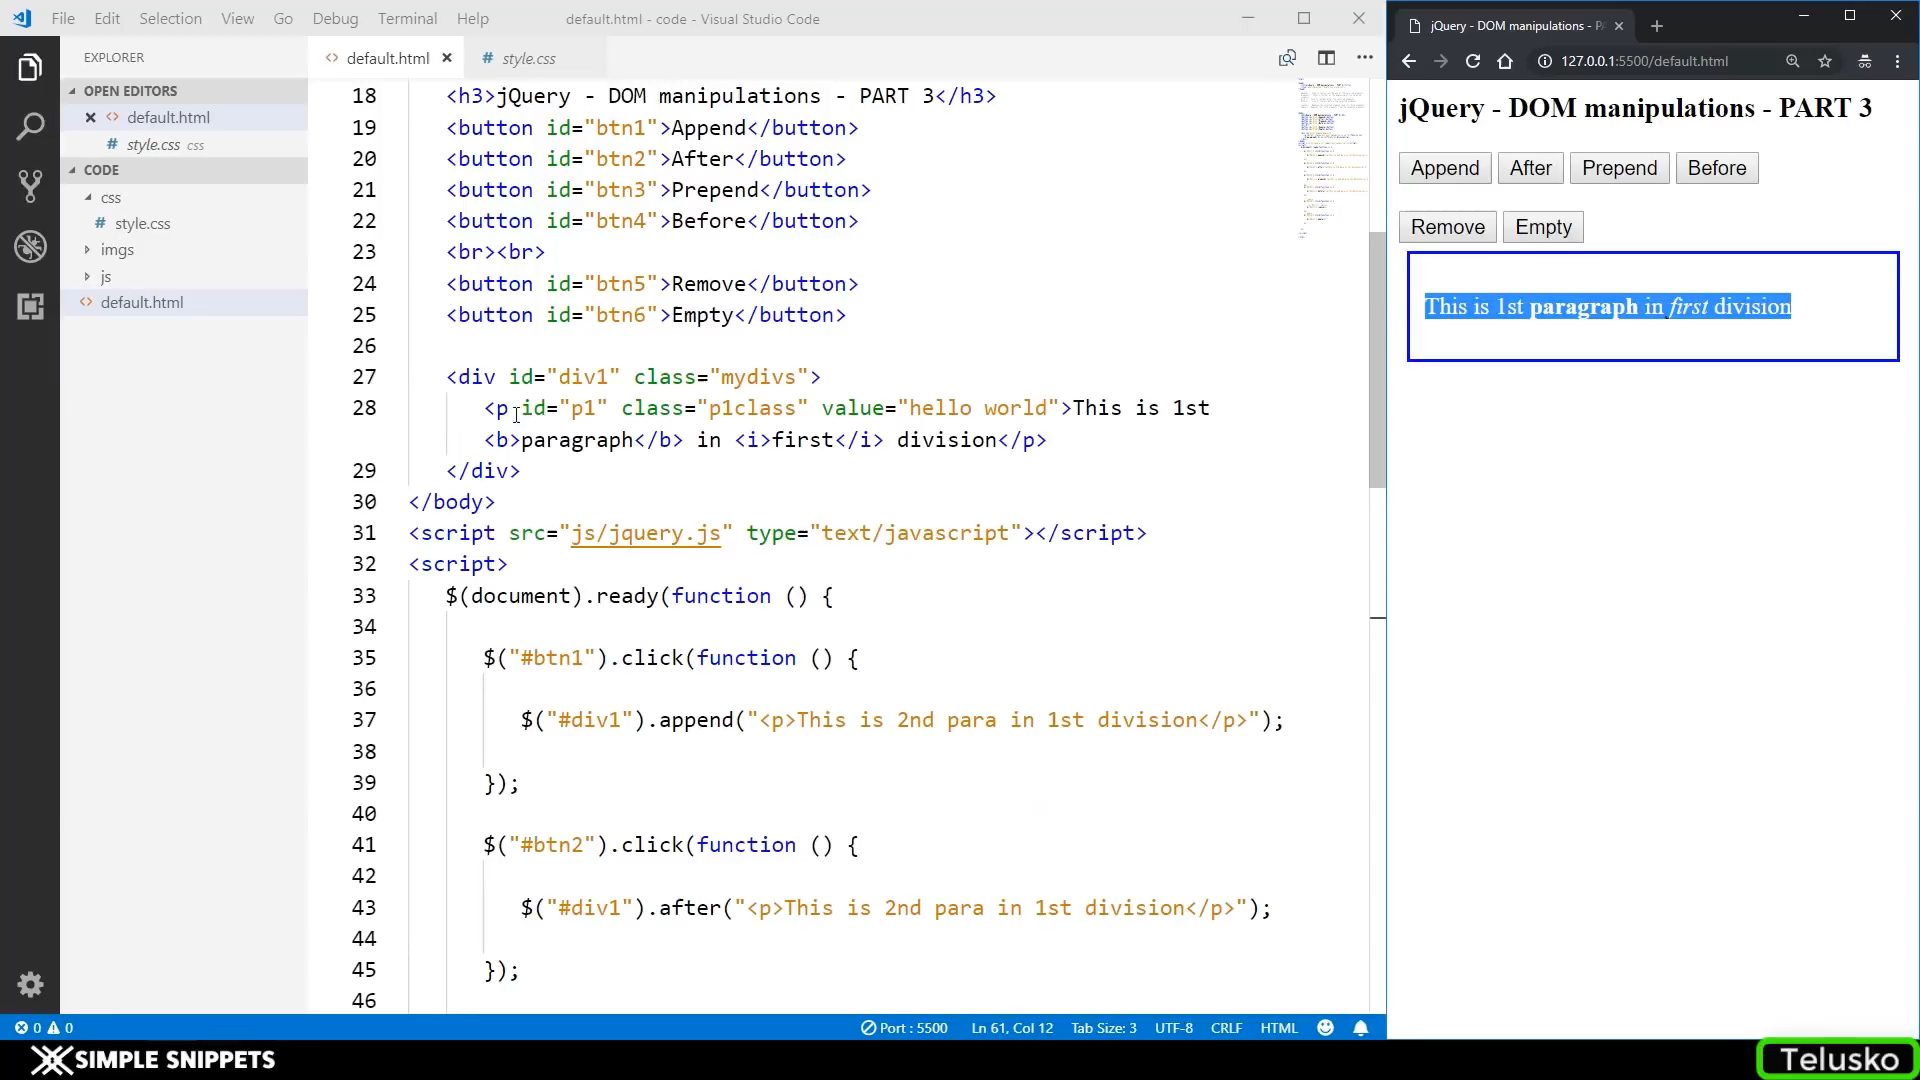 File Edit Selection View Go Debug Terminal Help default.html - code - Visual Studio Code
EXPLORER
OPEN EDITORS
default.html
style.css css
CODE
css
style.css
imgs
js
default.html
default.html style.css
18 <h3>jQuery - DOM manipulations - PART 3</h3>
19 <button id="btn1">Append</button>
20 <button id="btn2">After</button>
21 <button id="btn3">Prepend</button>
22 <button id="btn4">Before</button>
23 <br><br>
24 <button id="btn5">Remove</button>
25 <button id="btn6">Empty</button>
26
27 <div id="div1" class="mydivs">
28 <p id="p1" class="p1class" value="hello world">This is 1st
<b>paragraph</b> in <i>first</i> division</p>
29 </div>
30 </body>
31 <script src="js/jquery.js" type="text/javascript"></script>
32 <script>
33 $(document).ready(function () {
34
35 $("#btn1").click(function () {
36
37 $("#div1").append("<p>This is 2nd para in 1st division</p>");
38
39 });
40
41 $("#btn2").click(function () {
42
43 $("#div1").after("<p>This is 2nd para in 1st division</p>");
44
45 });
46
0 0 Port : 5500 Ln 61, Col 12 Tab Size: 3 UTF-8 CRLF HTML
jQuery - DOM manipulations - P
127.0.0.1:5500/default.html
jQuery - DOM manipulations - PART 3
Append After Prepend Before
Remove Empty
This is 1st paragraph in first division
SIMPLE SNIPPETS
Telusko